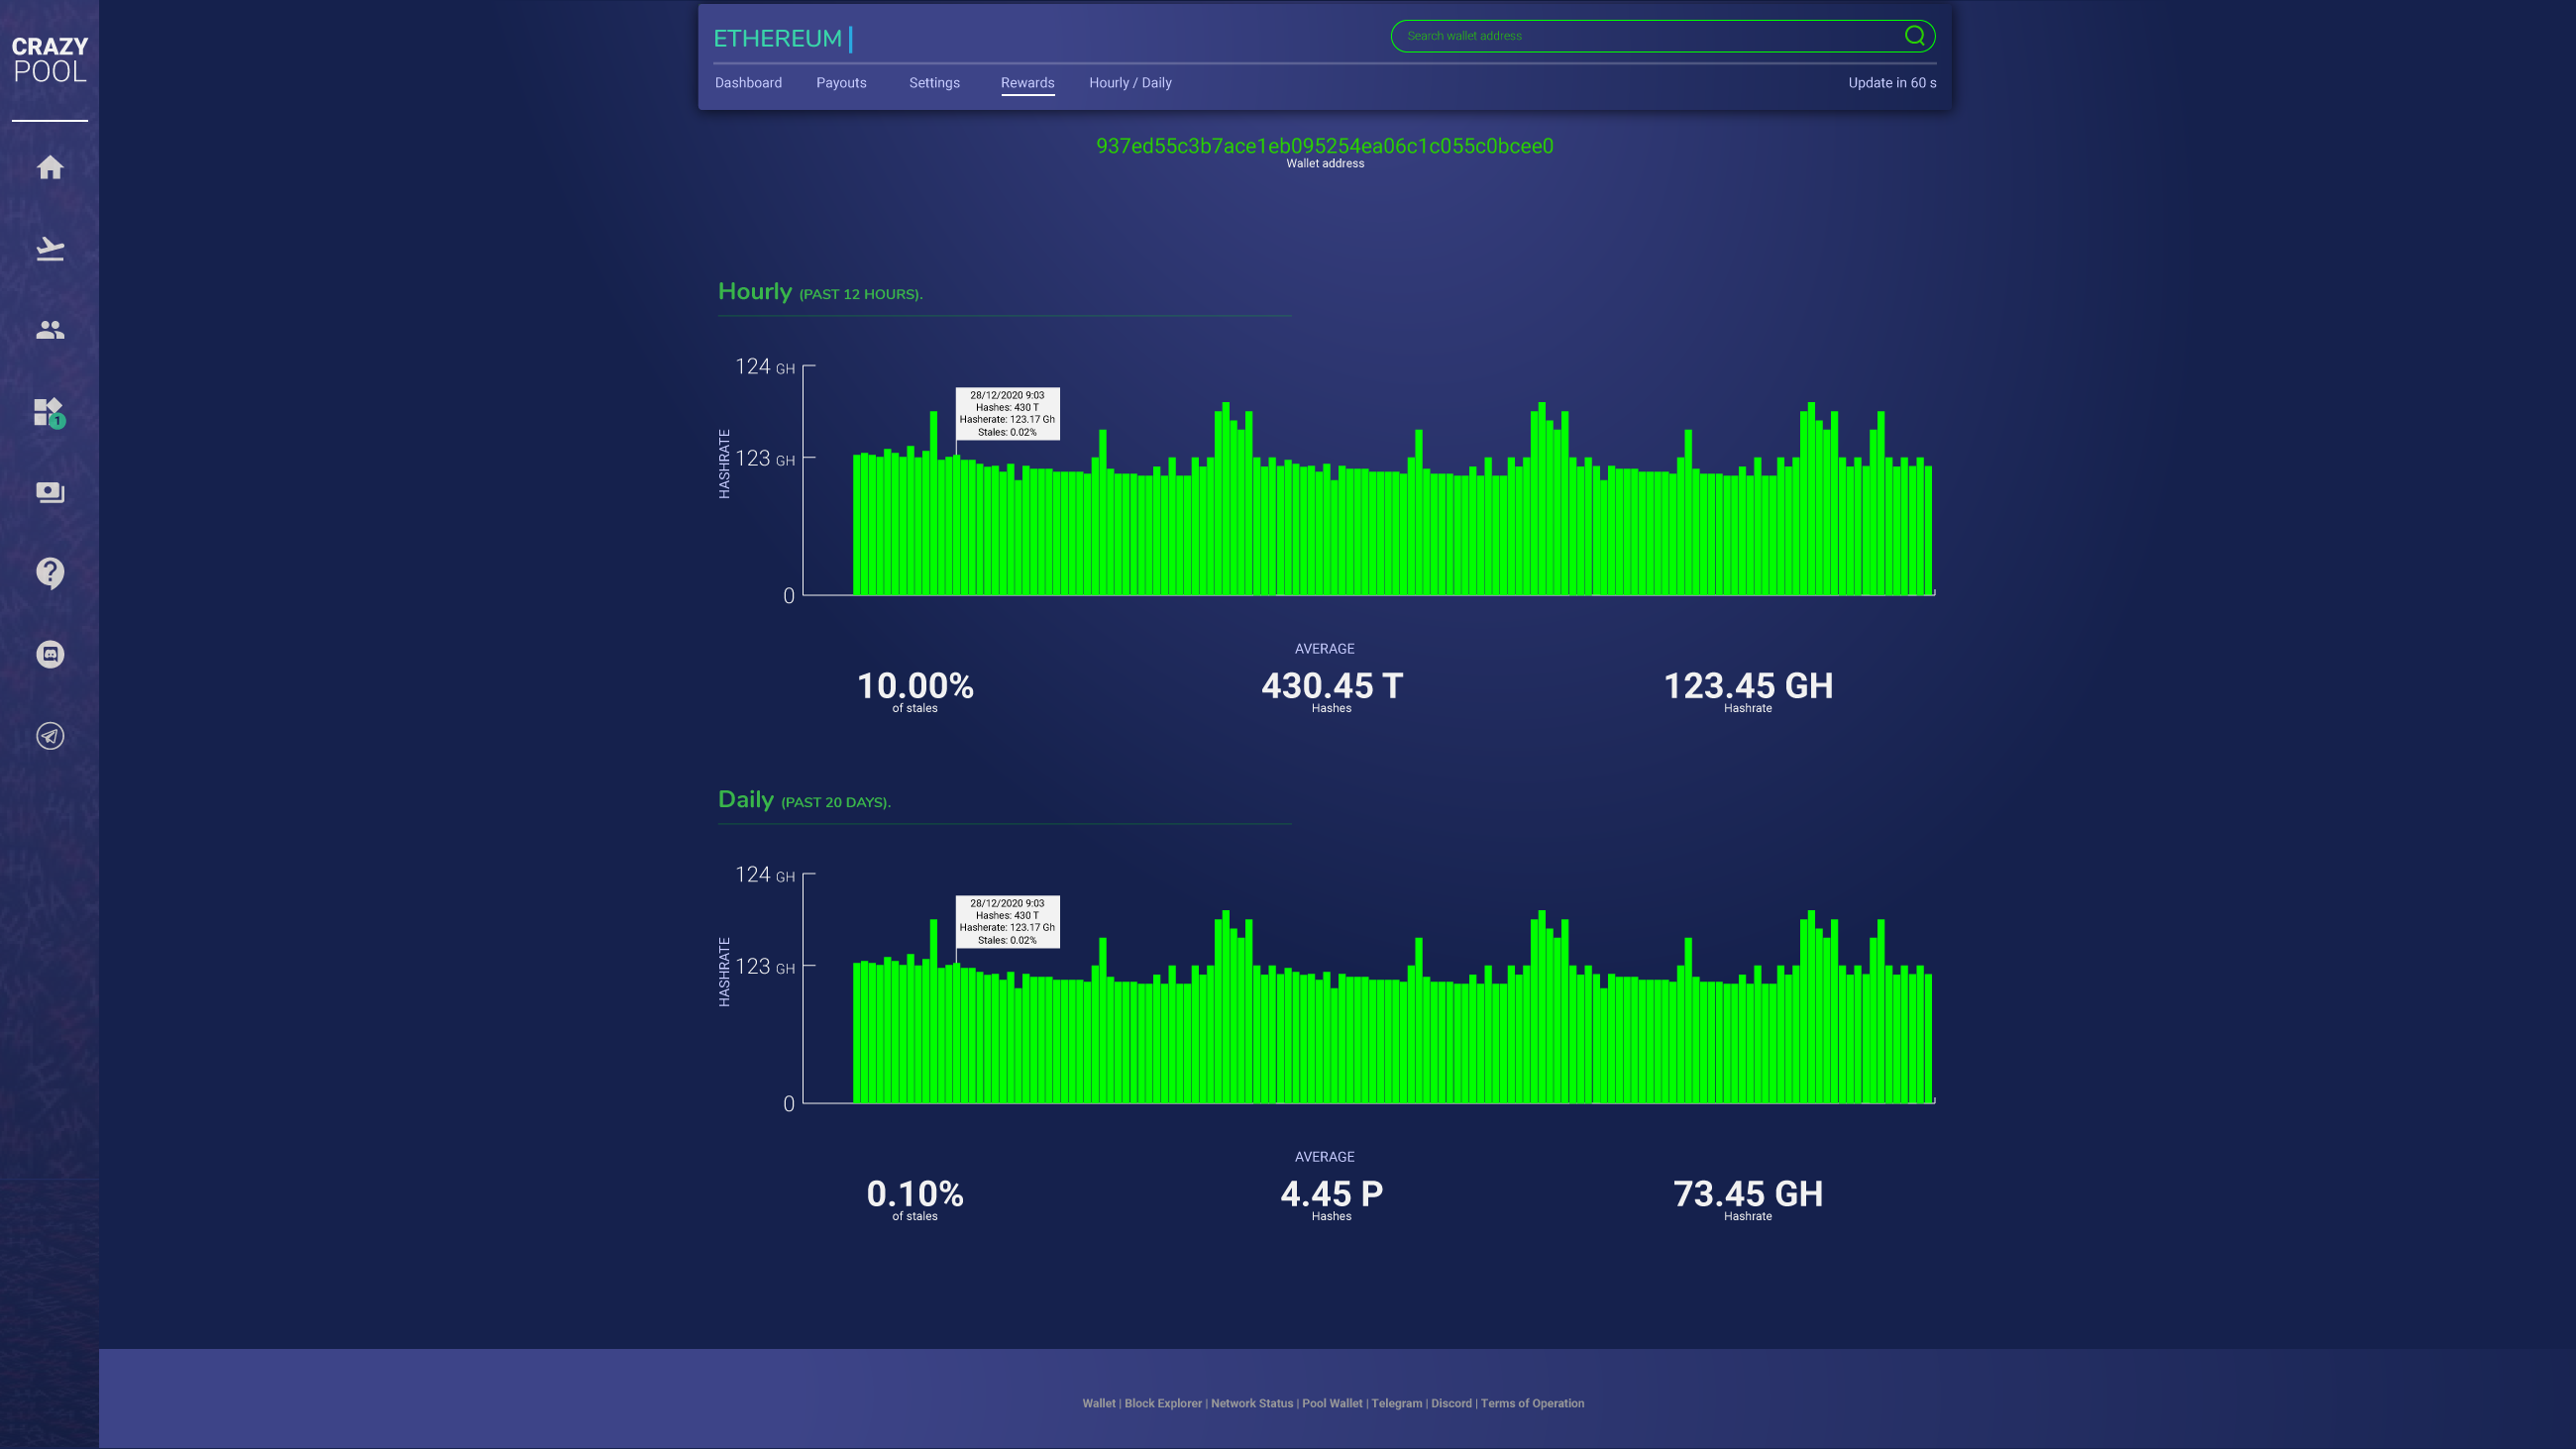 CRAZY
POOL
1
ETHEREUM
Search wallet address
Dashboard Payouts Settings Rewards Hourly / Daily Update in 60 s
937ed55c3b7ace1eb095254ea06c1c055c0bcee0
Wallet address
Hourly (PAST 12 HOURS).
HASHRATE
124 GH
123 GH
0
28/12/2020 9:03
Hashes: 430 T
Hasherate: 123.17 Gh
Stales: 0.02%
AVERAGE
10.00% 430.45 T 123.45 GH
of stales Hashes Hashrate
Daily (PAST 20 DAYS).
HASHRATE
124 GH
123 GH
0
28/12/2020 9:03
Hashes: 430 T
Hasherate: 123.17 Gh
Stales: 0.02%
AVERAGE
0.10% 4.45 P 73.45 GH
of stales Hashes Hashrate
Wallet | Block Explorer | Network Status | Pool Wallet | Telegram | Discord | Terms of Operation